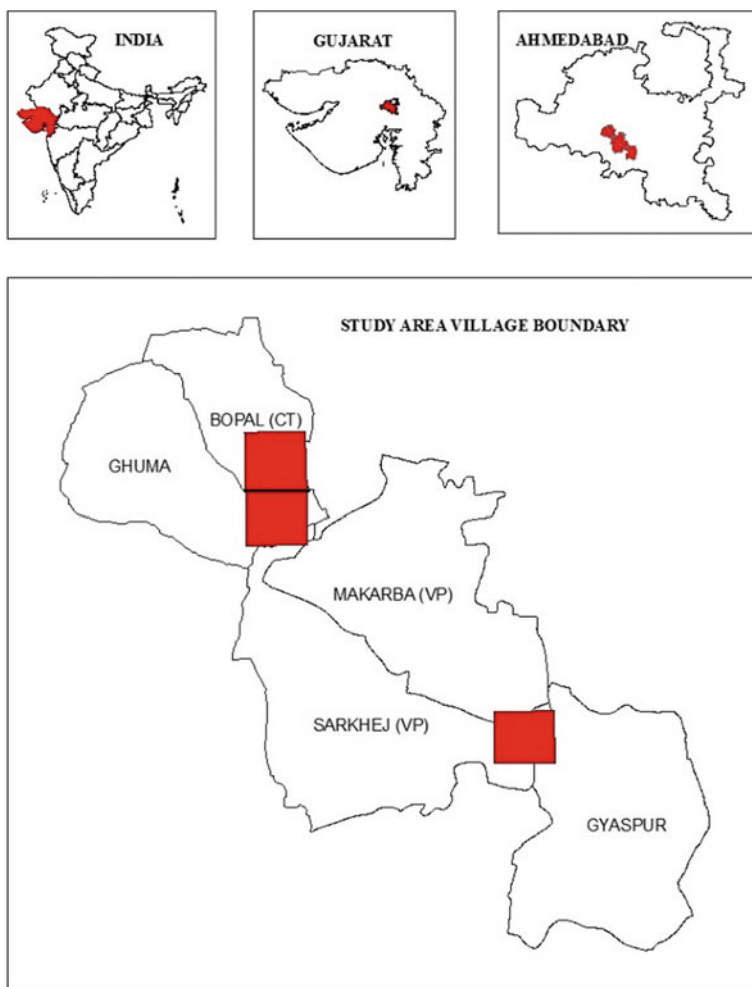 INDIA
GUJARAT
AHMEDABAD
STUDY AREA VILLAGE BOUNDARY
BOPAL (CT)
GHUMA
MAKARBA (VP)
SARKHEJ (VP)
GYASPUR